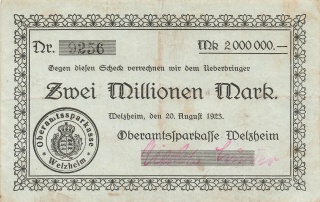 Nr. 9256 Mk 2 000 000.—
Gegen diesen Scheck verrechnen wir dem Ueberbringer
Zwei Millionen Mark.
Welzheim, den 20. August 1923.
Oberamtssparkasse Welzheim
Oberamtssparkasse
Welzheim